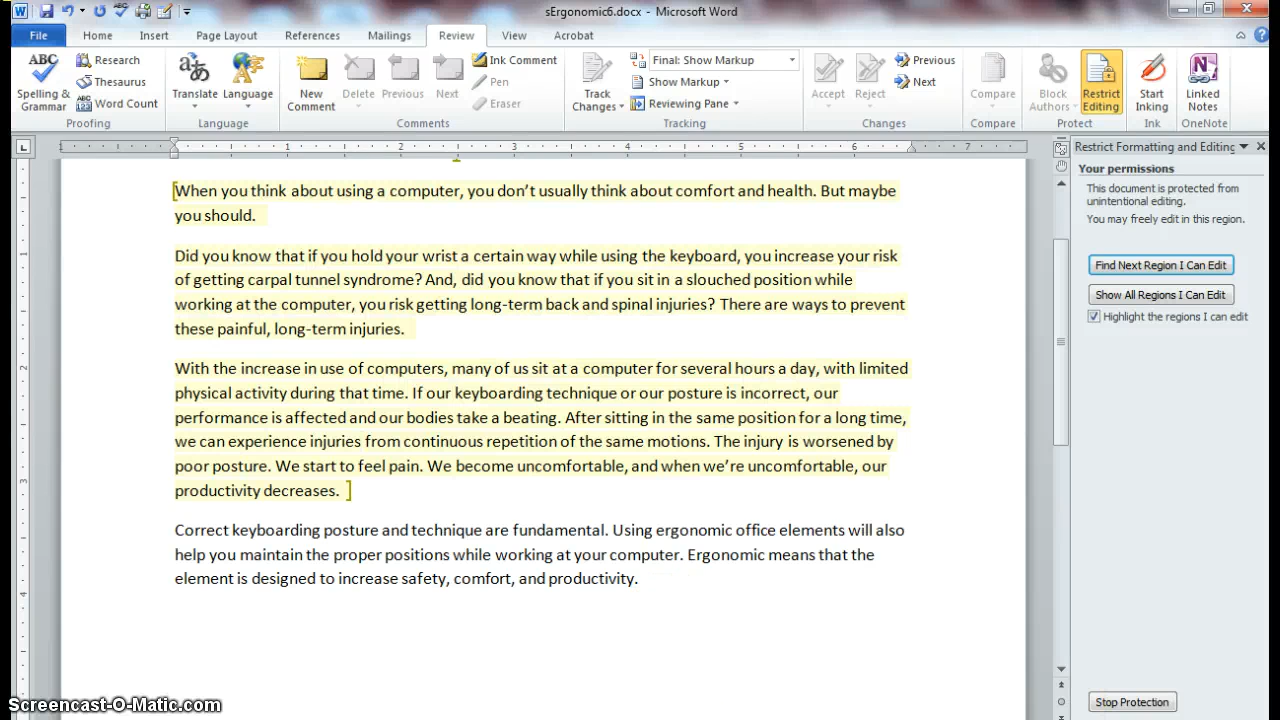 sErgonomic6.docx - Microsoft Word
File Home Insert Page Layout References Mailings Review View Acrobat
ABC Spelling & Grammar
Research
Thesaurus
ABC 123 Word Count
Proofing
Translate
Language
Language
New Comment
Delete
Previous
Next
Ink Comment
Pen
Eraser
Comments
Track Changes
Final: Show Markup
Show Markup
Reviewing Pane
Tracking
Accept
Reject
Previous
Next
Changes
Compare
Compare
Block Authors
Restrict Editing
Protect
Start Inking
Ink
Linked Notes
OneNote
1 1 2 3 4 5 6 7
Restrict Formatting and Editing
Your permissions
This document is protected from
unintentional editing.
You may freely edit in this region.
Find Next Region I Can Edit
Show All Regions I Can Edit
Highlight the regions I can edit
When you think about using a computer, you don’t usually think about comfort and health. But maybe
you should.
Did you know that if you hold your wrist a certain way while using the keyboard, you increase your risk
of getting carpal tunnel syndrome? And, did you know that if you sit in a slouched position while
working at the computer, you risk getting long-term back and spinal injuries? There are ways to prevent
these painful, long-term injuries.
With the increase in use of computers, many of us sit at a computer for several hours a day, with limited
physical activity during that time. If our keyboarding technique or our posture is incorrect, our
performance is affected and our bodies take a beating. After sitting in the same position for a long time,
we can experience injuries from continuous repetition of the same motions. The injury is worsened by
poor posture. We start to feel pain. We become uncomfortable, and when we’re uncomfortable, our
productivity decreases.
Correct keyboarding posture and technique are fundamental. Using ergonomic office elements will also
help you maintain the proper positions while working at your computer. Ergonomic means that the
element is designed to increase safety, comfort, and productivity.
1
2
3
4
Stop Protection
Screencast-O-Matic.com